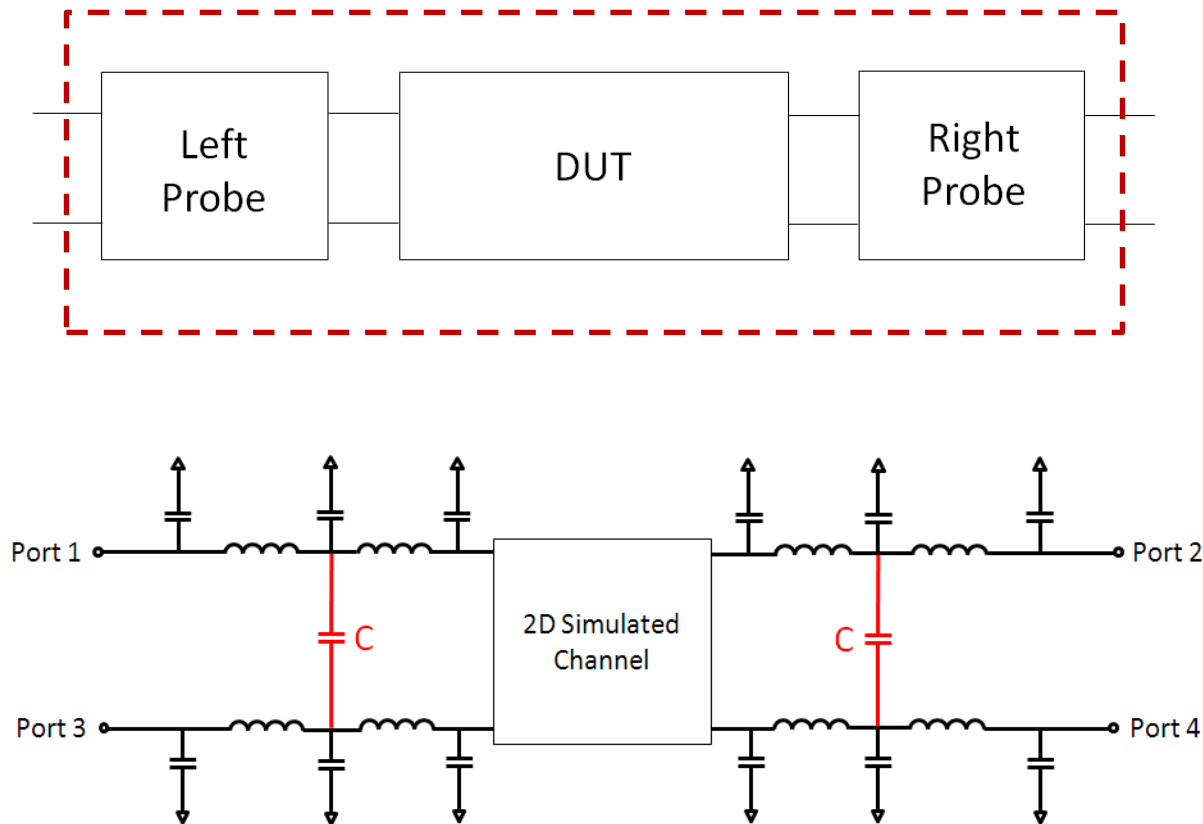 Left
Probe
DUT
Right
Probe
Port 1
Port 2
C
2D Simulated
Channel
C
Port 3
Port 4